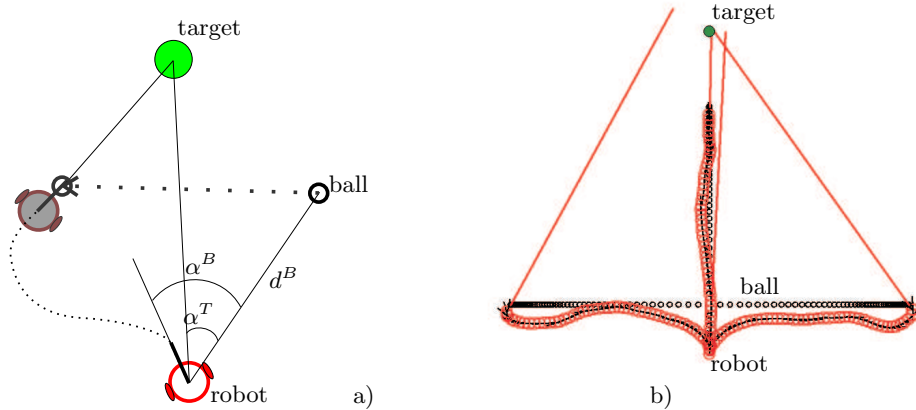 target
ball
α^B
d^B
α^T
robot
a)
target
ball
robot
b)